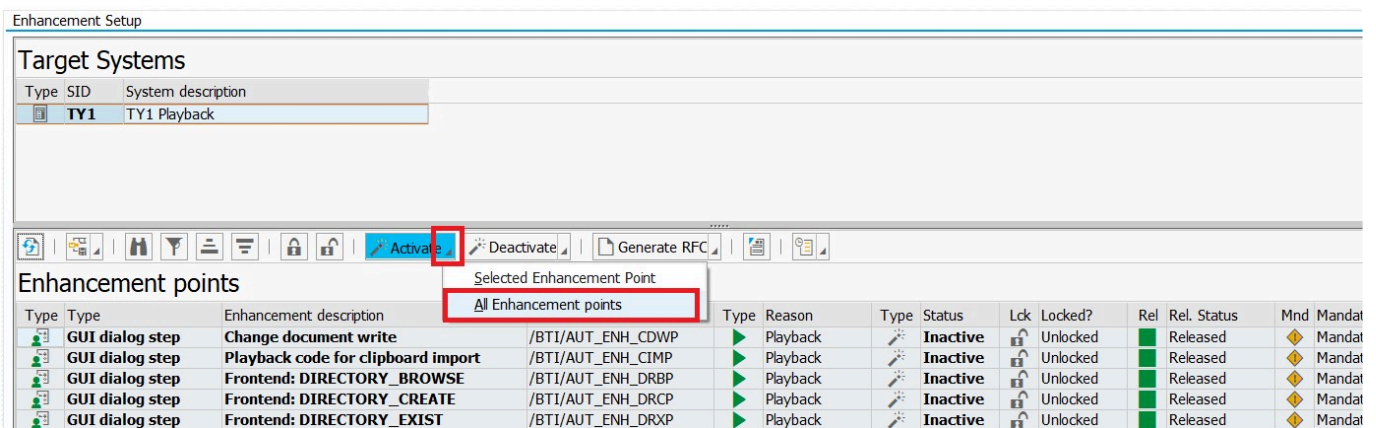 Enhancement Setup
Target Systems
Type SID System description
TY1 TY1 Playback
Activate Deactivate Generate RFC
Selected Enhancement Point
Enhancement points
All Enhancement points
Type Type Enhancement description Type Reason Type Status Lck Locked? Rel Rel. Status Mnd Mandat
GUI dialog step Change document write /BTI/AUT_ENH_CDWP Playback Inactive Unlocked Released Mandat
GUI dialog step Playback code for clipboard import /BTI/AUT_ENH_CIMP Playback Inactive Unlocked Released Mandat
GUI dialog step Frontend: DIRECTORY_BROWSE /BTI/AUT_ENH_DRBP Playback Inactive Unlocked Released Mandat
GUI dialog step Frontend: DIRECTORY_CREATE /BTI/AUT_ENH_DRCP Playback Inactive Unlocked Released Mandat
GUI dialog step Frontend: DIRECTORY_EXIST /BTI/AUT_ENH_DRXP Playback Inactive Unlocked Released Mandat